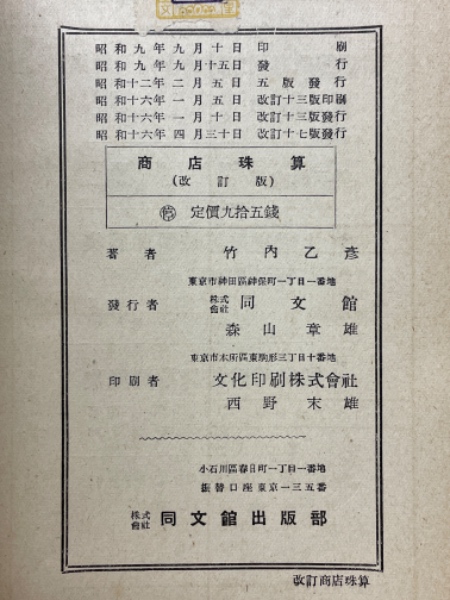 昭和九年九月十日 印刷
昭和九年九月十五日 發行
昭和十二年二月五日 五版發行
昭和十六年一月五日 改訂十三版印刷
昭和十六年一月十日 改訂十三版發行
昭和十六年四月三十日 改訂十七版發行
商店珠算
(改訂版)
停 定價九拾五錢
著者 竹內乙彥
東京市神田區神保町一丁目一番地
發行者 株式會社 同文館
森山章雄
東京市本所區東駒形三丁目十番地
印刷者 文化印刷株式會社
西野末雄
小石川區春日町一丁目一番地
振替口座東京一三五番
株式會社 同文館出版部
改訂商店珠算